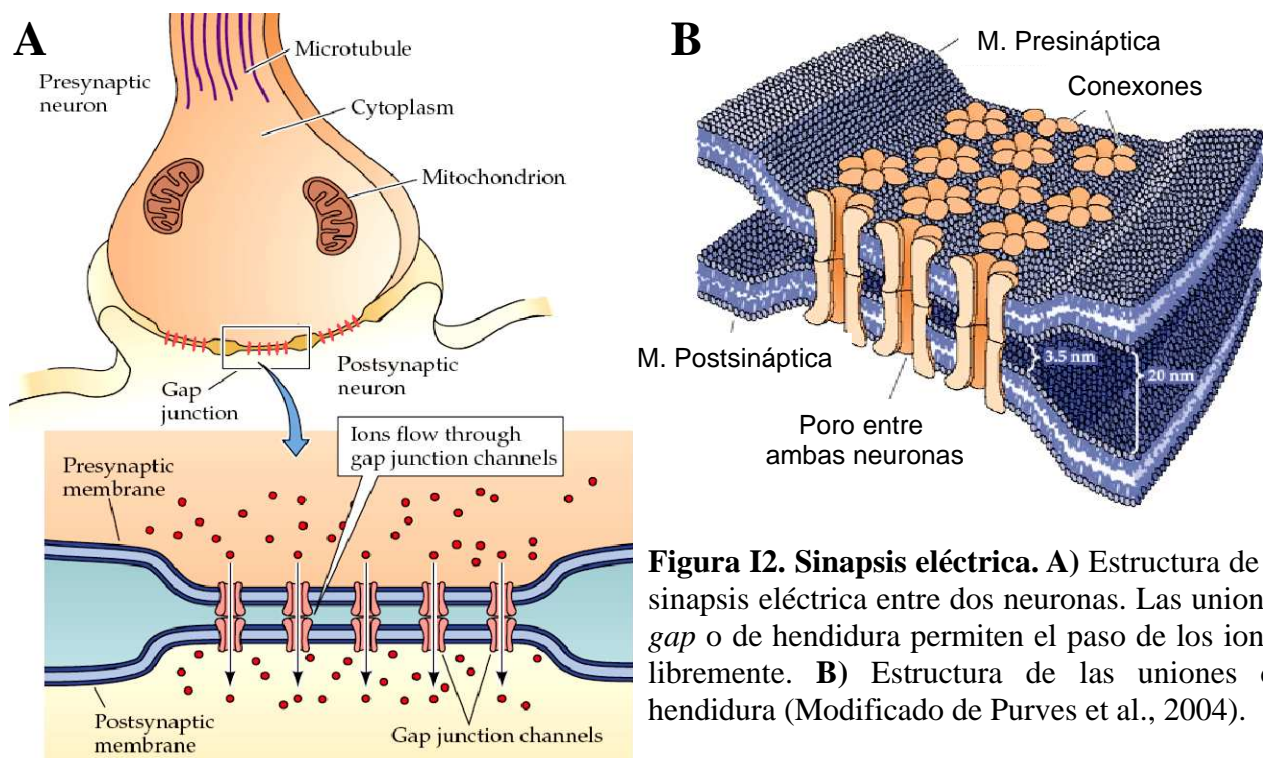 A
Microtubule
Presynaptic
neuron
Cytoplasm
Mitochondrion
Postsynaptic
neuron
Gap
junction
Ions flow through
gap junction channels
Presynaptic
membrane
Postsynaptic
membrane
Gap junction channels
B
M. Presináptica
Conexones
M. Postsináptica
3.5 nm
20 nm
Poro entre
ambas neuronas
Figura I2. Sinapsis eléctrica. A) Estructura de
sinapsis eléctrica entre dos neuronas. Las union
gap o de hendidura permiten el paso de los ion
libremente. B) Estructura de las uniones
hendidura (Modificado de Purves et al., 2004).